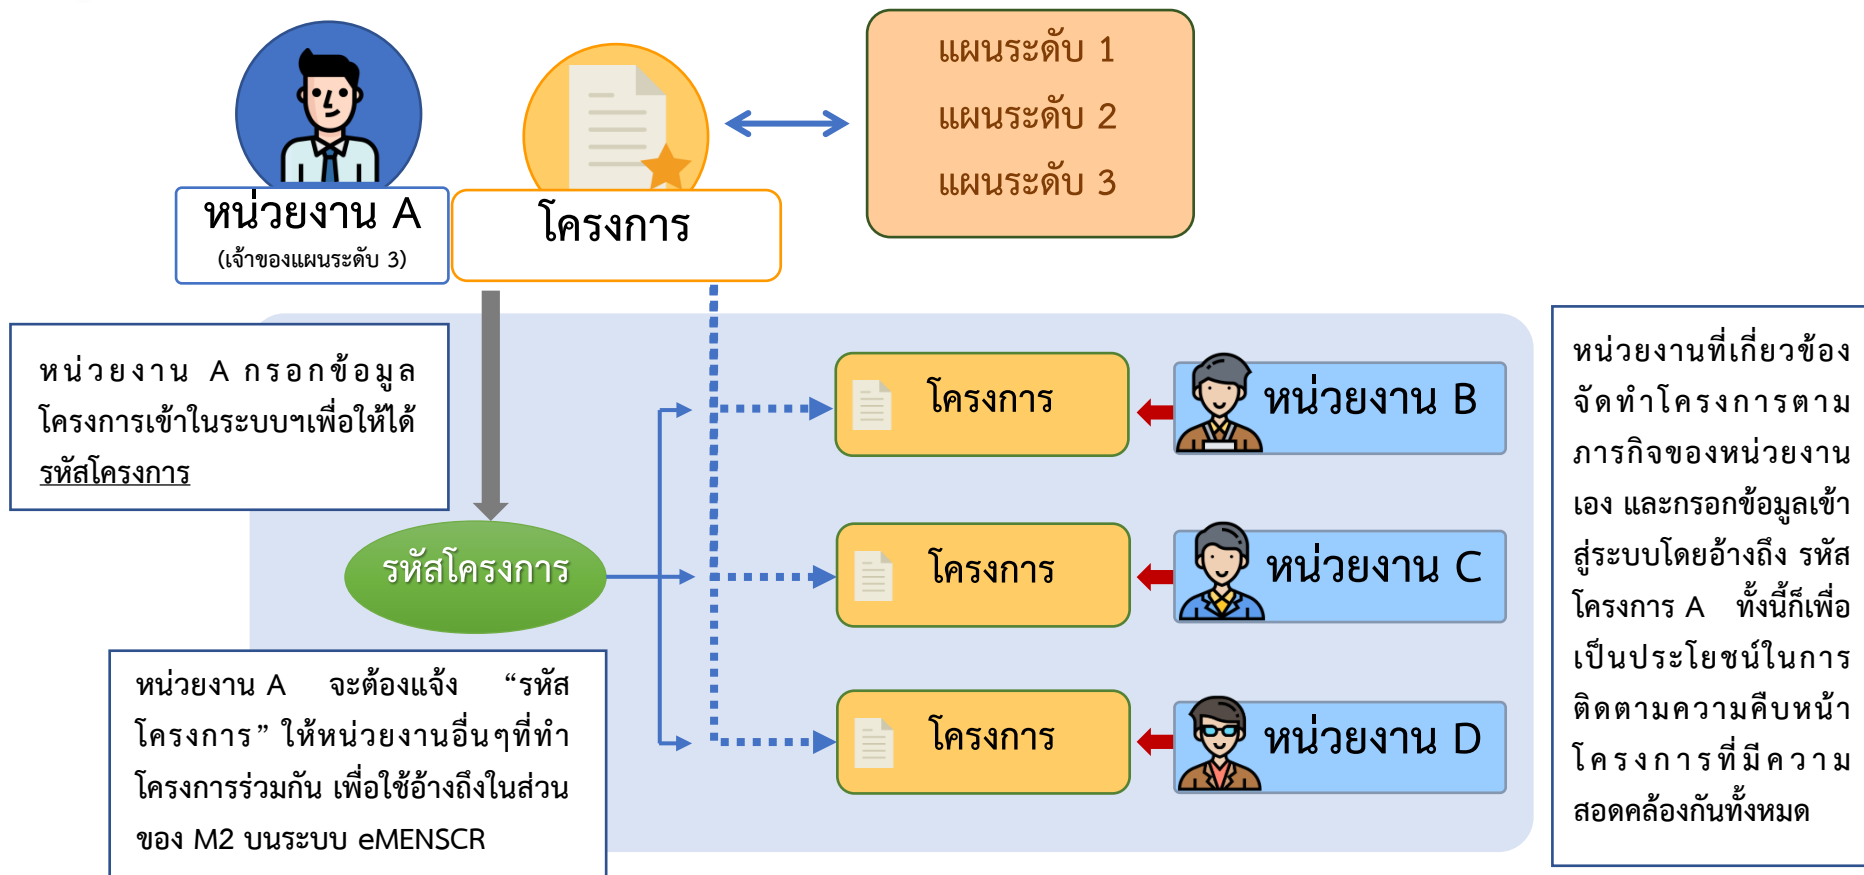 แผนระดับ 1
แผนระดับ 2
แผนระดับ 3
หน่วยงาน A
(เจ้าของแผนระดับ 3)
โครงการ
หน่วยงาน A กรอกข้อมูล
โครงการเข้าในระบบฯเพื่อให้ได้
รหัสโครงการ
รหัสโครงการ
หน่วยงาน A จะต้องแจ้ง “รหัส
โครงการ” ให้หน่วยงานอื่นๆที่ทำ
โครงการร่วมกัน เพื่อใช้อ้างถึงในส่วน
ของ M2 บนระบบ eMENSCR
โครงการ
หน่วยงาน B
โครงการ
หน่วยงาน C
โครงการ
หน่วยงาน D
หน่วยงานที่เกี่ยวข้อง
จัดทำโครงการตาม
ภารกิจของหน่วยงาน
เอง และกรอกข้อมูลเข้า
สู่ระบบโดยอ้างถึง รหัส
โครงการ A ทั้งนี้ก็เพื่อ
เป็นประโยชน์ในการ
ติดตามความคืบหน้า
โครงการที่มีความ
สอดคล้องกันทั้งหมด